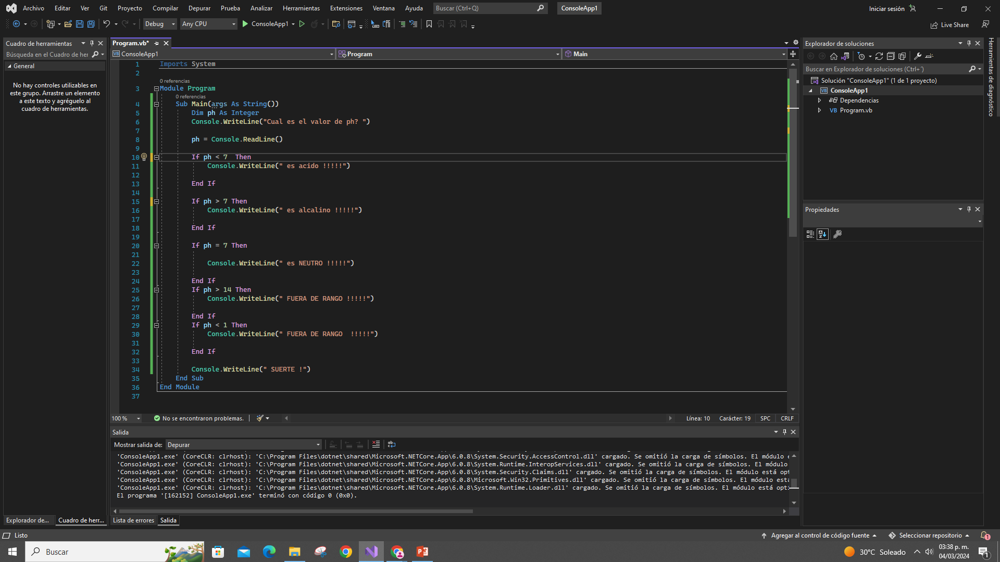 Archivo Editar Ver Git Proyecto Compilar Depurar Prueba Analizar Herramientas Extensiones Ventana Ayuda Buscar (Ctrl+Q) ConsoleApp1 Iniciar sesión
Debug Any CPU ConsoleApp1 Live Share
Cuadro de herramientas
Búsqueda en el Cuadro de her
General
No hay controles utilizables en
este grupo. Arrastre un elemento
a este texto y agréguelo al
cuadro de herramientas.
Program.vb*
ConsoleApp1 Program Main
1 Imports System
2
0 referencias
3 Module Program
0 referencias
4 Sub Main(args As String())
5 Dim ph As Integer
6 Console.WriteLine("Cual es el valor de ph? ")
7
8 ph = Console.ReadLine()
9
10 If ph < 7  Then
11 Console.WriteLine(" es acido !!!!!")
12
13 End If
14
15 If ph > 7 Then
16 Console.WriteLine(" es alcalino !!!!!")
17
18 End If
19
20 If ph = 7 Then
21
22 Console.WriteLine(" es NEUTRO !!!!!")
23
24 End If
25 If ph > 14 Then
26 Console.WriteLine(" FUERA DE RANGO !!!!!")
27
28 End If
29 If ph < 1 Then
30 Console.WriteLine(" FUERA DE RANGO  !!!!!")
31
32 End If
33
34 Console.WriteLine(" SUERTE !")
35 End Sub
36 End Module
37
100 % No se encontraron problemas. Línea: 10 Carácter: 19 SPC CRLF
Salida
Mostrar salida de: Depurar
'ConsoleApp1.exe' (CoreCLR: clrhost): 'C:\Program Files\dotnet\shared\Microsoft.NETCore.App\6.0.8\System.Security.AccessControl.dll' cargado. Se omitió la carga de símbolos. El módulo e
'ConsoleApp1.exe' (CoreCLR: clrhost): 'C:\Program Files\dotnet\shared\Microsoft.NETCore.App\6.0.8\System.Runtime.InteropServices.dll' cargado. Se omitió la carga de símbolos. El módulo
'ConsoleApp1.exe' (CoreCLR: clrhost): 'C:\Program Files\dotnet\shared\Microsoft.NETCore.App\6.0.8\System.Security.Claims.dll' cargado. Se omitió la carga de símbolos. El módulo está opt
'ConsoleApp1.exe' (CoreCLR: clrhost): 'C:\Program Files\dotnet\shared\Microsoft.NETCore.App\6.0.8\Microsoft.Win32.Primitives.dll' cargado. Se omitió la carga de símbolos. El módulo está
'ConsoleApp1.exe' (CoreCLR: clrhost): 'C:\Program Files\dotnet\shared\Microsoft.NETCore.App\6.0.8\System.Runtime.Loader.dll' cargado. Se omitió la carga de símbolos. El módulo está opti
El programa '[162152] ConsoleApp1.exe' terminó con código 0 (0x0).
Explorador de... Cuadro de herr... Lista de errores Salida
Explorador de soluciones
Buscar en Explorador de soluciones (Ctrl+´)
Solución "ConsoleApp1" (1 de 1 proyecto)
VB ConsoleApp1
Dependencias
VB Program.vb
Propiedades
Herramientas de diagnóstico
Listo Agregar al control de código fuente Seleccionar repositorio 1
Buscar 30°C Soleado 03:38 p. m.
04/03/2024 1